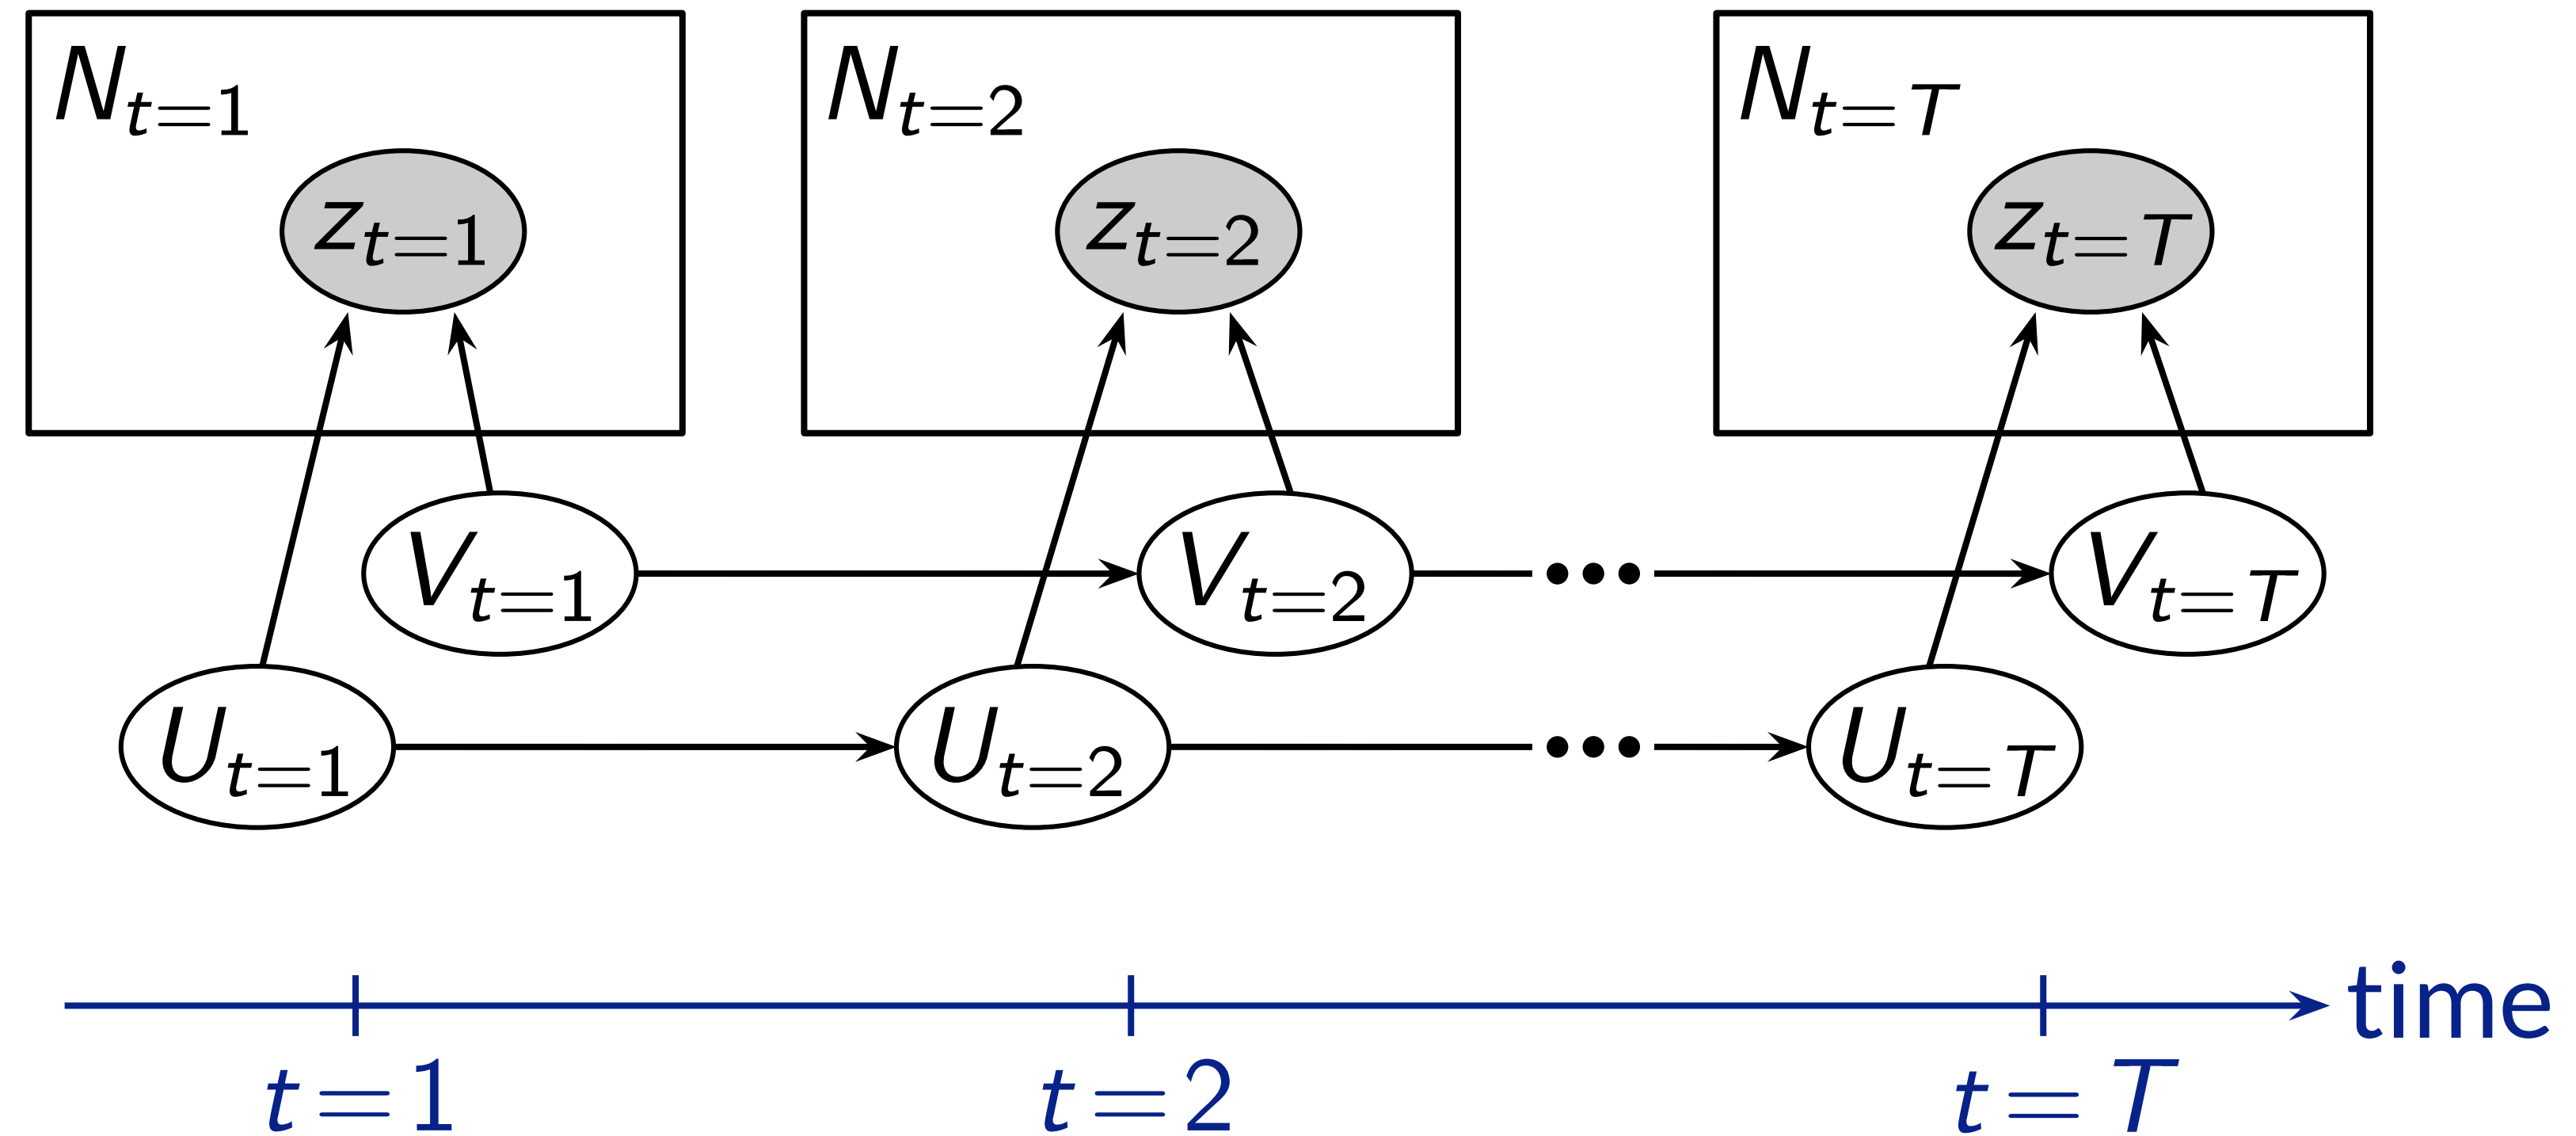 N_{t=1} N_{t=2} N_{t=T}
z_{t=1} z_{t=2} z_{t=T}
V_{t=1} V_{t=2} V_{t=T}
U_{t=1} U_{t=2} U_{t=T}
time
t = 1 t = 2 t = T